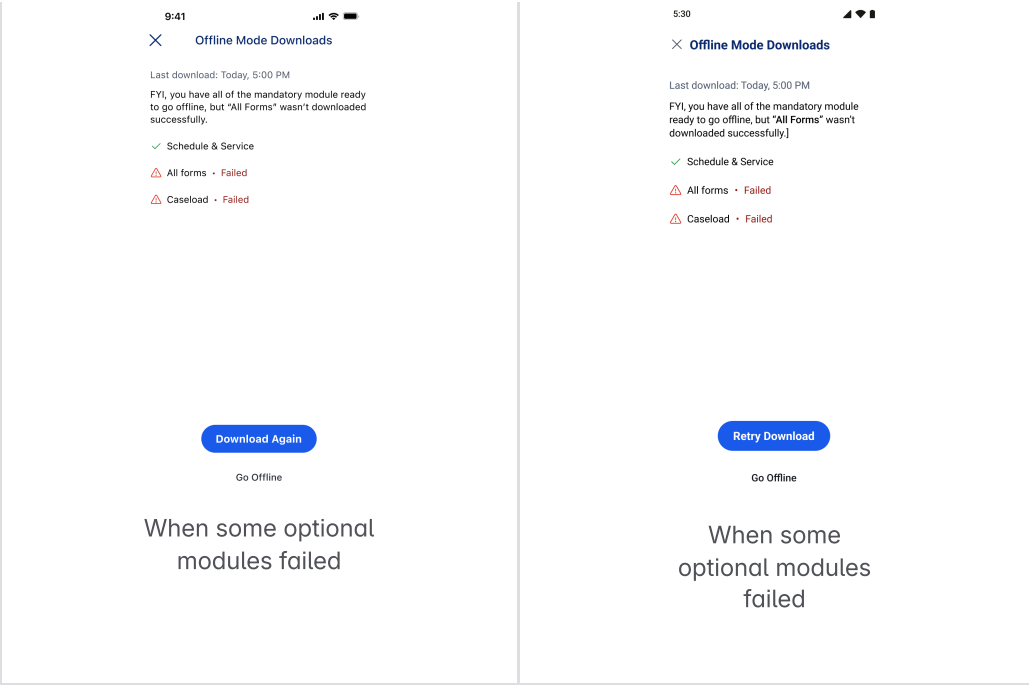 9:41
Offline Mode Downloads
Last download: Today, 5:00 PM
FYI, you have all of the mandatory module ready
to go offline, but “All Forms” wasn’t downloaded
successfully.
Schedule & Service
All forms • Failed
Caseload • Failed
Download Again
Go Offline
When some optional
modules failed
5:30
Offline Mode Downloads
Last download: Today, 5:00 PM
FYI, you have all of the mandatory module
ready to go offline, but “All Forms” wasn’t
downloaded successfully.]
Schedule & Service
All forms • Failed
Caseload • Failed
Retry Download
Go Offline
When some
optional modules
failed